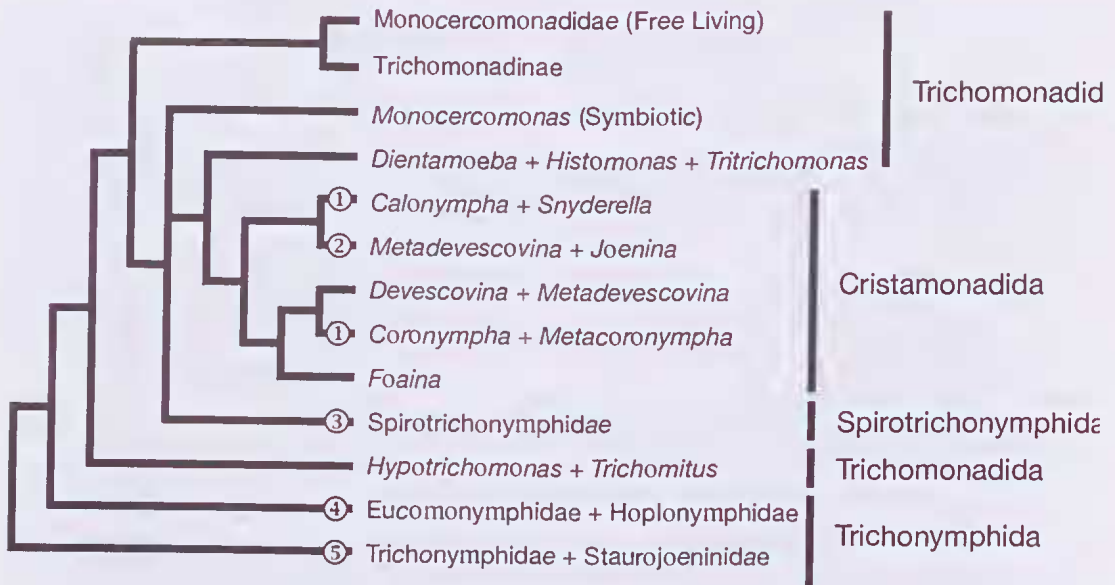 Monocercomonadidae (Free Living)
Trichomonadinae
Monocercomonas (Symbiotic)
Dientamoeba + Histomonas + Tritrichomonas
Trichomonadid
① Calonympha + Snyderella
② Metadevescovina + Joenina
Devescovina + Metadevescovina
① Coronympha + Metacoronympha
Foaina
Cristamonadida
③ Spirotrichonymphidae
Spirotrichonymphida
Hypotrichomonas + Trichomitus
Trichomonadida
④ Eucomonymphidae + Hoplonymphidae
⑤ Trichonymphidae + Staurojoeninidae
Trichonymphida